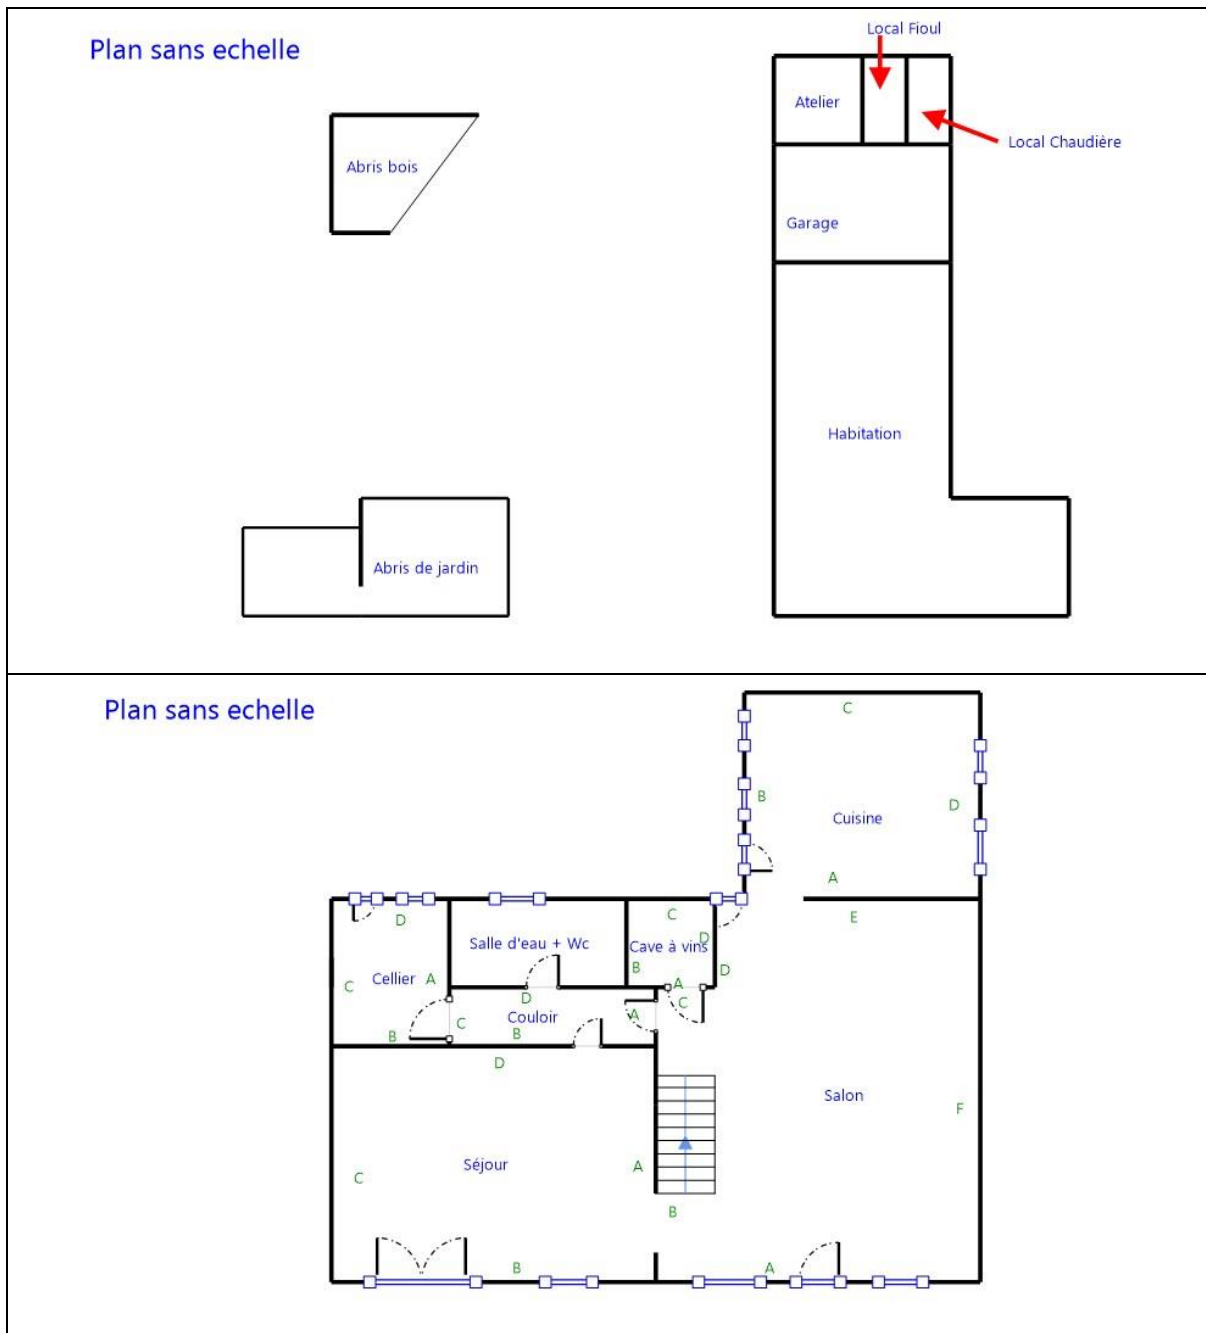 Local Fioul
Plan sans echelle
Atelier
Local Chaudière
Abris bois
Garage
Habitation
Abris de jardin
Plan sans echelle
C
B
D
Cuisine
A
D
C
E
Salle d'eau + Wc
D
Cave à vins
B
D
Cellier
A
C
A
D
C
Couloir
A
C
B
B
D
Salon
F
Séjour
A
C
B
B
A